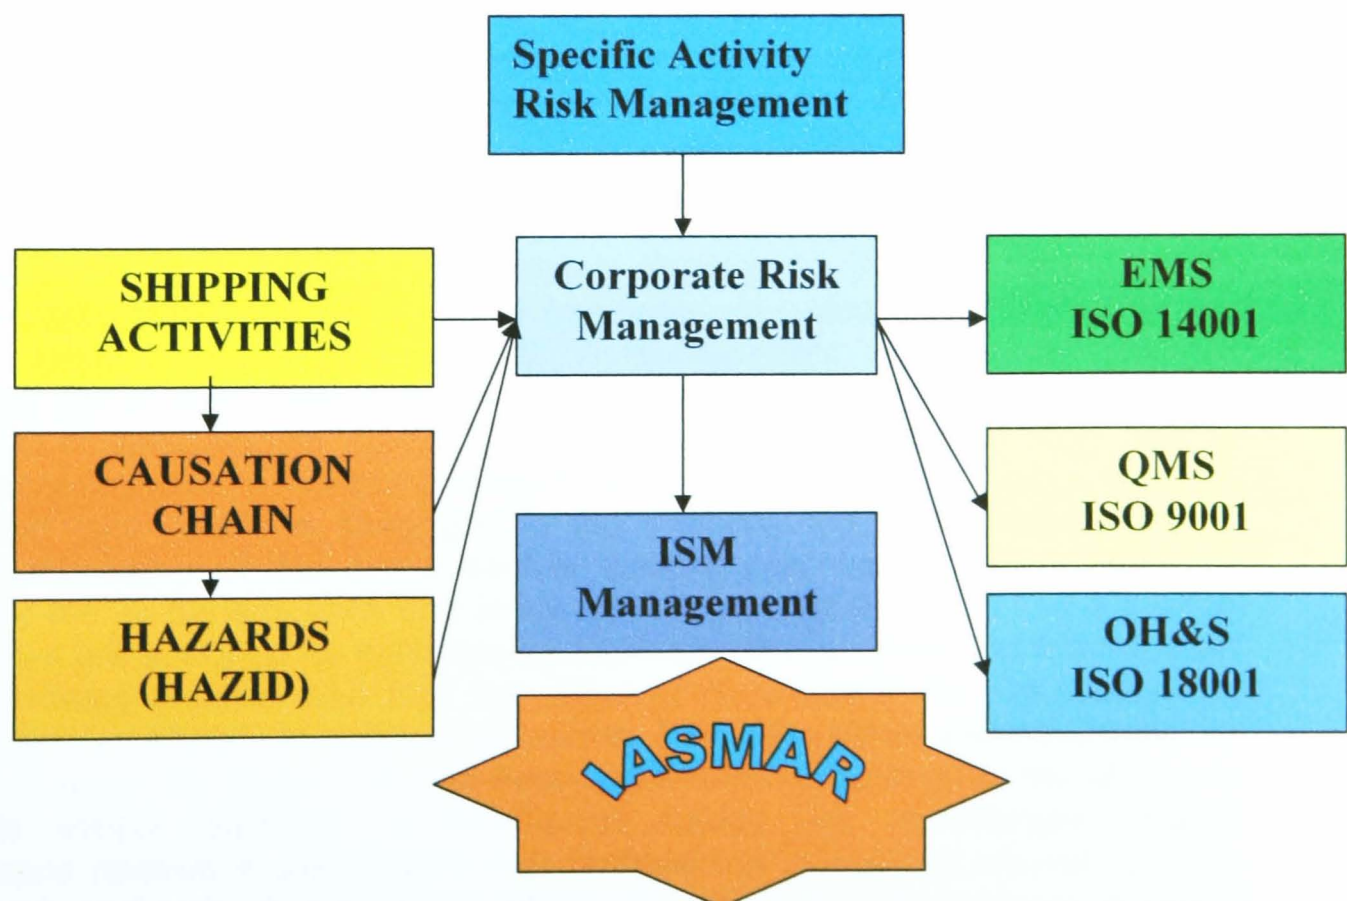 Specific Activity
Risk Management
SHIPPING
ACTIVITIES
Corporate Risk
Management
EMS
ISO 14001
CAUSATION
CHAIN
QMS
ISO 9001
ISM
Management
HAZARDS
(HAZID)
OH&S
ISO 18001
IASMAR